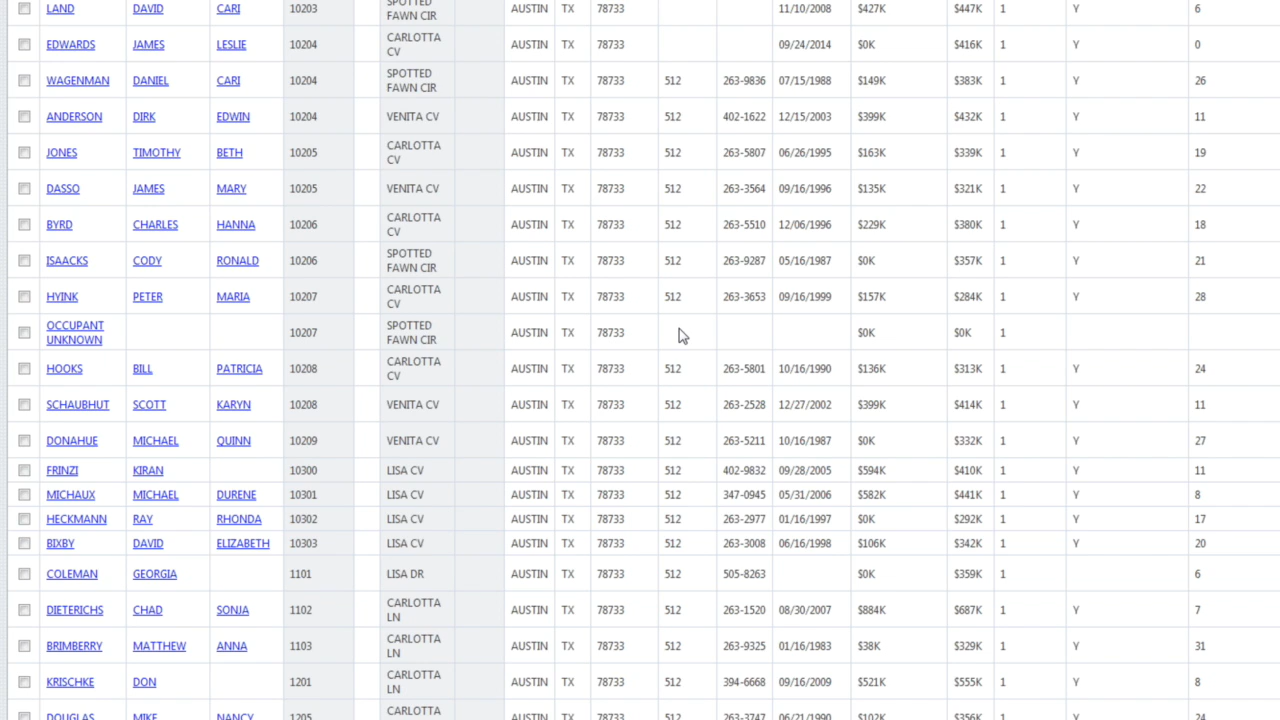 LAND DAVID CARI 10203 SPOTTED FAWN CIR AUSTIN TX 78733 11/10/2008 $427K $447K 1 Y 6
EDWARDS JAMES LESLIE 10204 CARLOTTA CV AUSTIN TX 78733 09/24/2014 $0K $416K 1 Y 0
WAGENMAN DANIEL CARI 10204 SPOTTED FAWN CIR AUSTIN TX 78733 512 263-9836 07/15/1988 $149K $383K 1 Y 26
ANDERSON DIRK EDWIN 10204 VENITA CV AUSTIN TX 78733 512 402-1622 12/15/2003 $399K $432K 1 Y 11
JONES TIMOTHY BETH 10205 CARLOTTA CV AUSTIN TX 78733 512 263-5807 06/26/1995 $163K $339K 1 Y 19
DASSO JAMES MARY 10205 VENITA CV AUSTIN TX 78733 512 263-3564 09/16/1996 $135K $321K 1 Y 22
BYRD CHARLES HANNA 10206 CARLOTTA CV AUSTIN TX 78733 512 263-5510 12/06/1996 $229K $380K 1 Y 18
ISAACKS CODY RONALD 10206 SPOTTED FAWN CIR AUSTIN TX 78733 512 263-9287 05/16/1987 $0K $357K 1 Y 21
HYINK PETER MARIA 10207 CARLOTTA CV AUSTIN TX 78733 512 263-3653 09/16/1999 $157K $284K 1 Y 28
OCCUPANT UNKNOWN 10207 SPOTTED FAWN CIR AUSTIN TX 78733 $0K $0K 1
HOOKS BILL PATRICIA 10208 CARLOTTA CV AUSTIN TX 78733 512 263-5801 10/16/1990 $136K $313K 1 Y 24
SCHAUBHUT SCOTT KARYN 10208 VENITA CV AUSTIN TX 78733 512 263-2528 12/27/2002 $399K $414K 1 Y 11
DONAHUE MICHAEL QUINN 10209 VENITA CV AUSTIN TX 78733 512 263-5211 10/16/1987 $0K $332K 1 Y 27
FRINZI KIRAN 10300 LISA CV AUSTIN TX 78733 512 402-9832 09/28/2005 $594K $410K 1 Y 11
MICHAUX MICHAEL DURENE 10301 LISA CV AUSTIN TX 78733 512 347-0945 05/31/2006 $582K $441K 1 Y 8
HECKMANN RAY RHONDA 10302 LISA CV AUSTIN TX 78733 512 263-2977 01/16/1997 $0K $292K 1 Y 17
BIXBY DAVID ELIZABETH 10303 LISA CV AUSTIN TX 78733 512 263-3008 06/16/1998 $106K $342K 1 Y 20
COLEMAN GEORGIA 1101 LISA DR AUSTIN TX 78733 512 505-8263 $0K $359K 1 6
DIETERICHS CHAD SONJA 1102 CARLOTTA LN AUSTIN TX 78733 512 263-1520 08/30/2007 $884K $687K 1 Y 7
BRIMBERRY MATTHEW ANNA 1103 CARLOTTA LN AUSTIN TX 78733 512 263-9325 01/16/1983 $38K $329K 1 Y 31
KRISCHKE DON 1201 CARLOTTA LN AUSTIN TX 78733 512 394-6668 09/16/2009 $521K $555K 1 Y 8
DOUGLAS MIKE NANCY 1205 CARLOTTA AUSTIN TX 78733 512 263-3747 06/21/1990 $102K $356K 1 Y 24